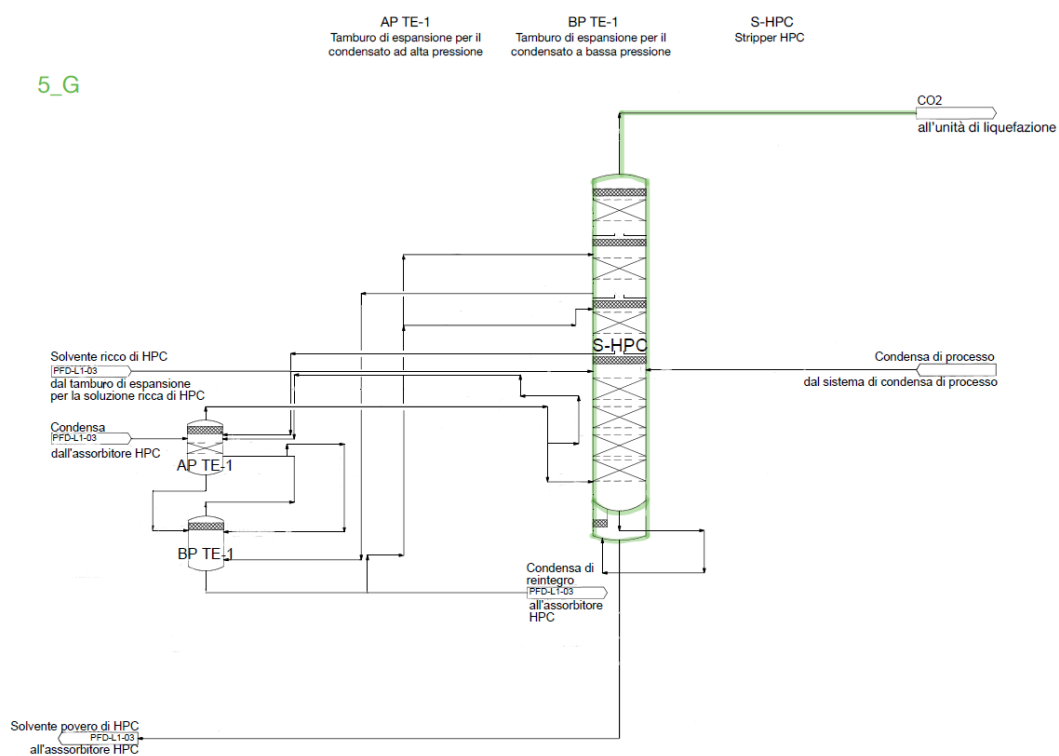 AP TE-1
Tamburo di espansione per il
condensato ad alta pressione
BP TE-1
Tamburo di espansione per il
condensato a bassa pressione
S-HPC
Stripper HPC
5_G
CO2
all'unità di liquefazione
S-HPC
Solvente ricco di HPC
PFD-L1-03
dal tamburo di espansione
per la soluzione ricca di HPC
Condensa di processo
dal sistema di condensa di processo
Condensa
PFD-L1-03
dall'assorbitore HPC
AP TE-1
BP TE-1
Condensa di
reintegro
PFD-L1-03
all'assorbitore
HPC
Solvente povero di HPC
PFD-L1-03
all'asssorbitore HPC